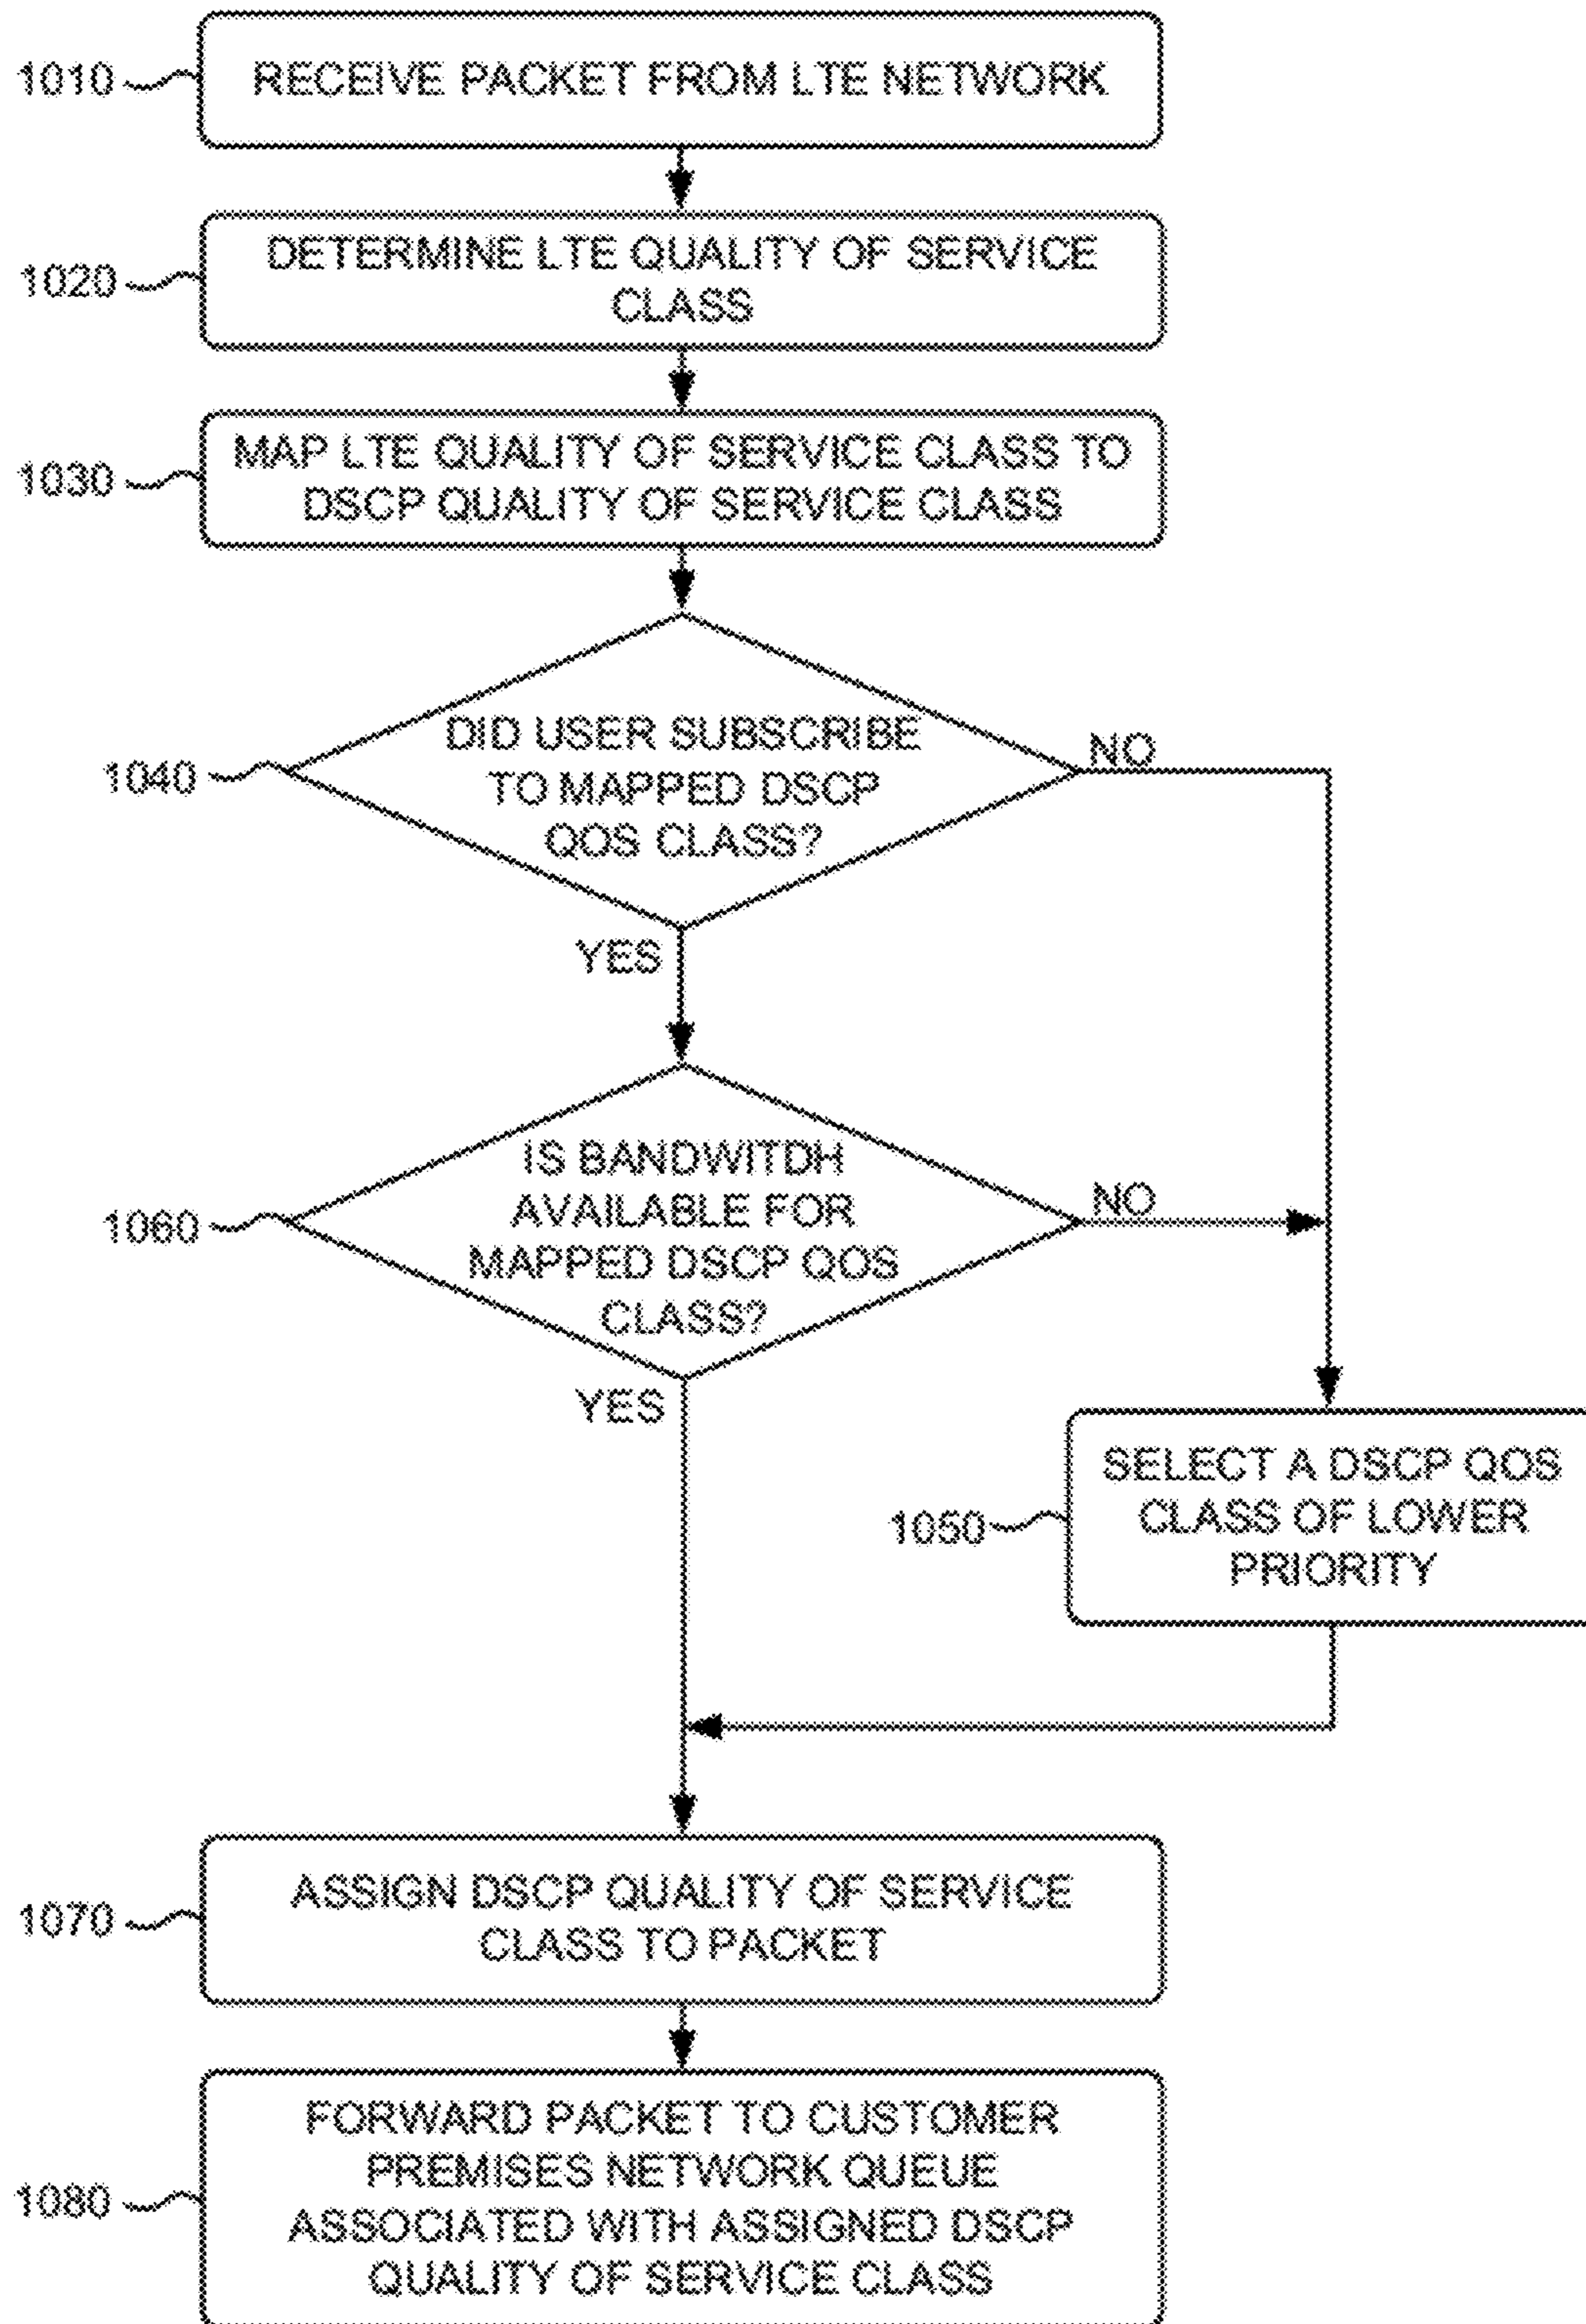 1010
RECEIVE PACKET FROM LTE NETWORK
1020
DETERMINE LTE QUALITY OF SERVICE
CLASS
1030
MAP LTE QUALITY OF SERVICE CLASS TO
DSCP QUALITY OF SERVICE CLASS
1040
DID USER SUBSCRIBE
TO MAPPED DSCP
QOS CLASS?
NO
YES
1060
IS BANDWITDH
AVAILABLE FOR
MAPPED DSCP QOS
CLASS?
NO
YES
1050
SELECT A DSCP QOS
CLASS OF LOWER
PRIORITY
1070
ASSIGN DSCP QUALITY OF SERVICE
CLASS TO PACKET
1080
FORWARD PACKET TO CUSTOMER
PREMISES NETWORK QUEUE
ASSOCIATED WITH ASSIGNED DSCP
QUALITY OF SERVICE CLASS